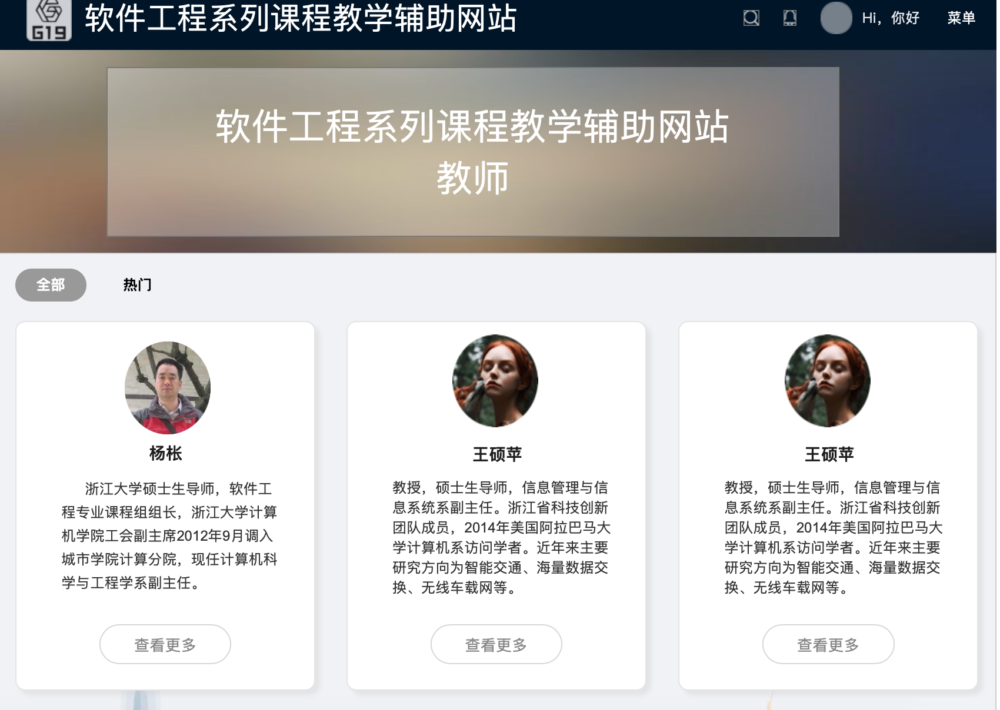 G19
软件工程系列课程教学辅助网站
Hi，你好
菜单
软件工程系列课程教学辅助网站
教师
全部
热门
杨枨
浙江大学硕士生导师，软件工
程专业课程组组长，浙江大学计算
机学院工会副主席2012年9月调入
城市学院计算分院，现任计算机科
学与工程学系副主任。
查看更多
王硕苹
教授，硕士生导师，信息管理与信
息系统系副主任。浙江省科技创新
团队成员，2014年美国阿拉巴马大
学计算机系访问学者。近年来主要
研究方向为智能交通、海量数据交
换、无线车载网等。
查看更多
王硕苹
教授，硕士生导师，信息管理与信
息系统系副主任。浙江省科技创新
团队成员，2014年美国阿拉巴马大
学计算机系访问学者。近年来主要
研究方向为智能交通、海量数据交
换、无线车载网等。
查看更多